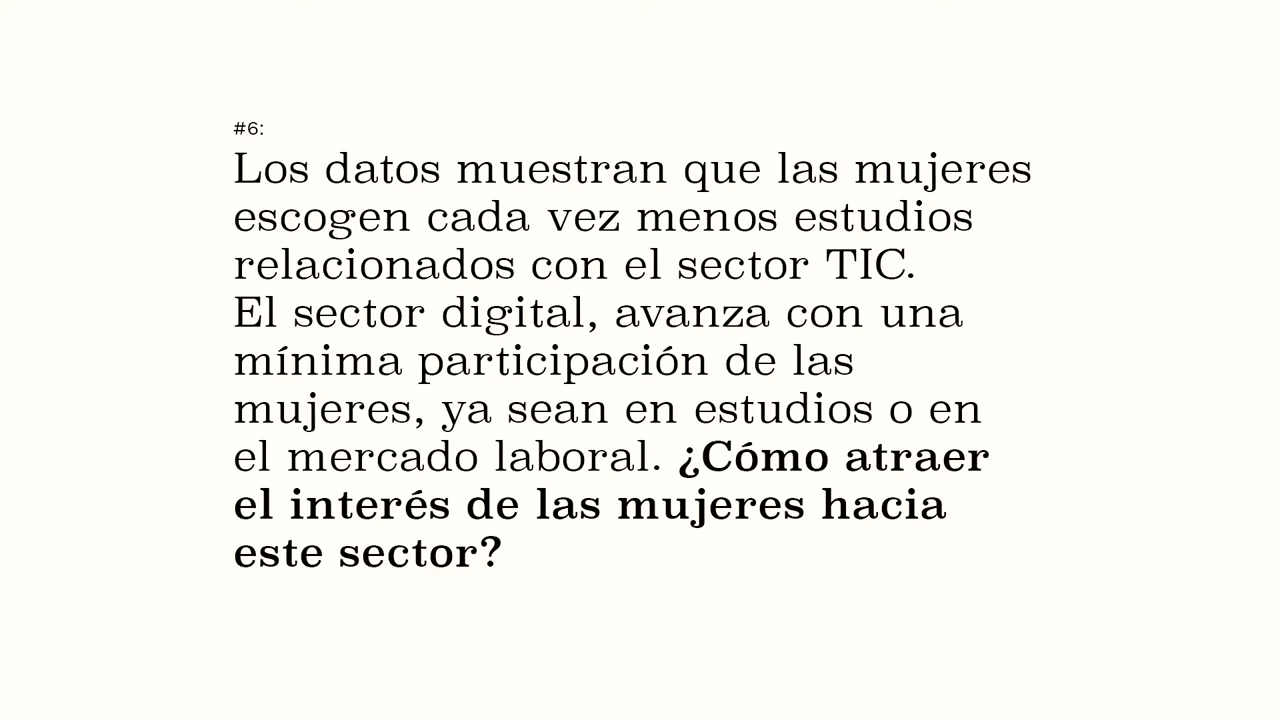 #6:
Los datos muestran que las mujeres
escogen cada vez menos estudios
relacionados con el sector TIC.
El sector digital, avanza con una
mínima participación de las
mujeres, ya sean en estudios o en
el mercado laboral. ¿Cómo atraer
el interés de las mujeres hacia
este sector?